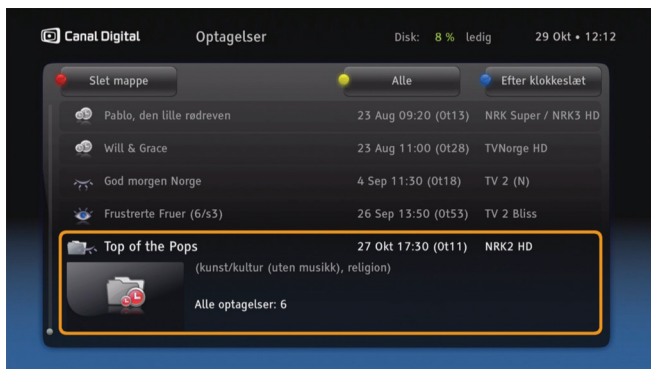 Canal Digital Optagelser Disk: 8 % ledig 29 Okt • 12:12
Slet mappe Alle Efter klokkeslæt
Pablo, den lille rødreven 23 Aug 09:20 (0t13) NRK Super / NRK3 HD
Will & Grace 23 Aug 11:00 (0t28) TVNorge HD
God morgen Norge 4 Sep 11:30 (0t18) TV 2 (N)
Frustrerte Fruer (6/s3) 26 Sep 13:50 (0t53) TV 2 Bliss
Top of the Pops 27 Okt 17:30 (0t11) NRK2 HD
(kunst/kultur (uten musikk), religion)
Alle optagelser: 6